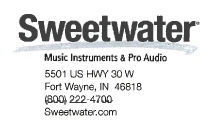 Sweetwater®
Music Instruments & Pro Audio
5501 US HWY 30 W
Fort Wayne, IN 46818
(800) 222-4700
Sweetwater.com